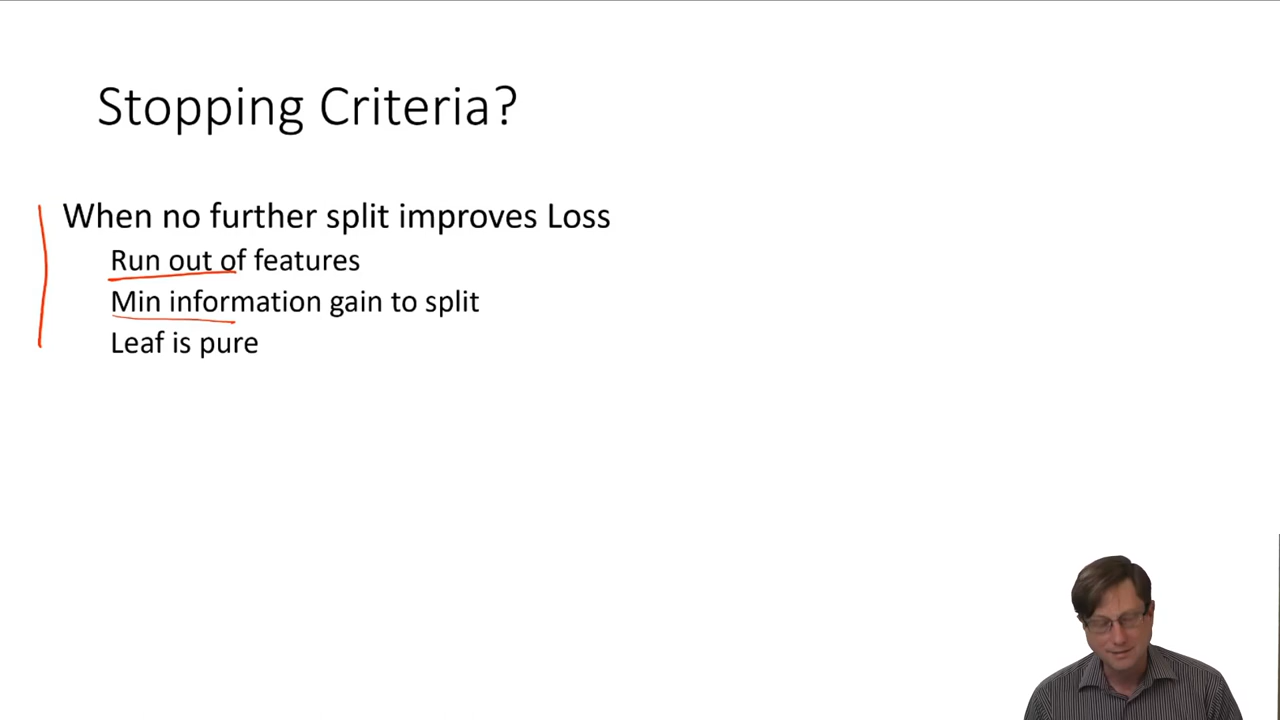 Stopping Criteria?
When no further split improves Loss
Run out of features
Min information gain to split
Leaf is pure